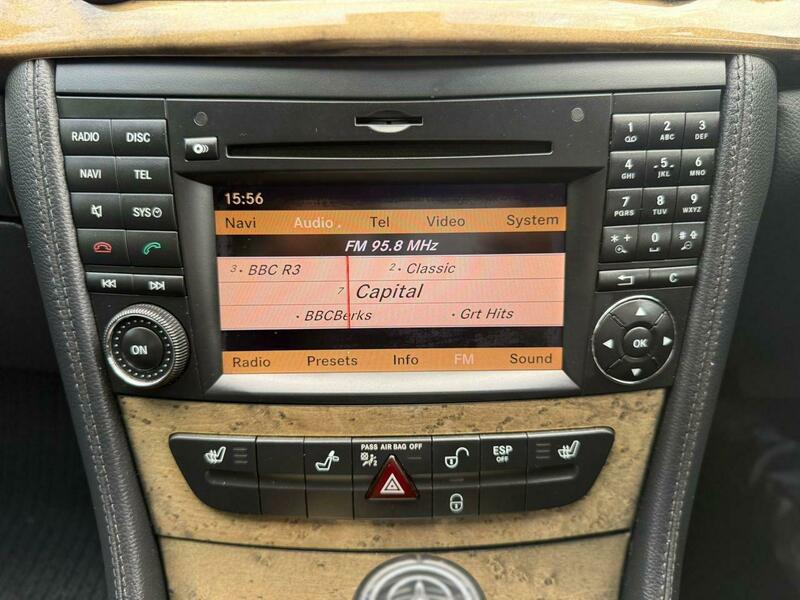 RADIO DISC
NAVI TEL
SYS
ON
15:56
Navi Audio Tel Video System
FM 95.8 MHz
3 • BBC R3 2 • Classic
7 Capital
• BBCBerks • Grt Hits
Radio Presets Info FM Sound
1 2 ABC 3 DEF
4 GHI 5 JKL 6 MNO
7 PQRS 8 TUV 9 WXYZ
* + 0 #
C
OK
PASS AIR BAG OFF
ESP
OFF